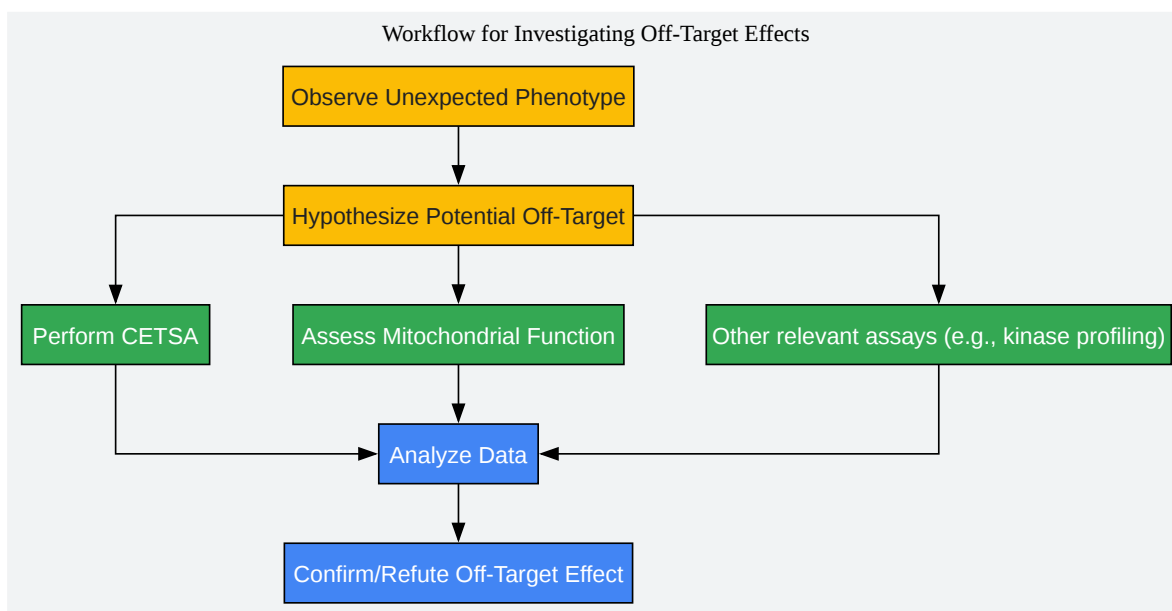 Workflow for Investigating Off-Target Effects
Observe Unexpected Phenotype
Hypothesize Potential Off-Target
Perform CETSA
Assess Mitochondrial Function
Other relevant assays (e.g., kinase profiling)
Analyze Data
Confirm/Refute Off-Target Effect